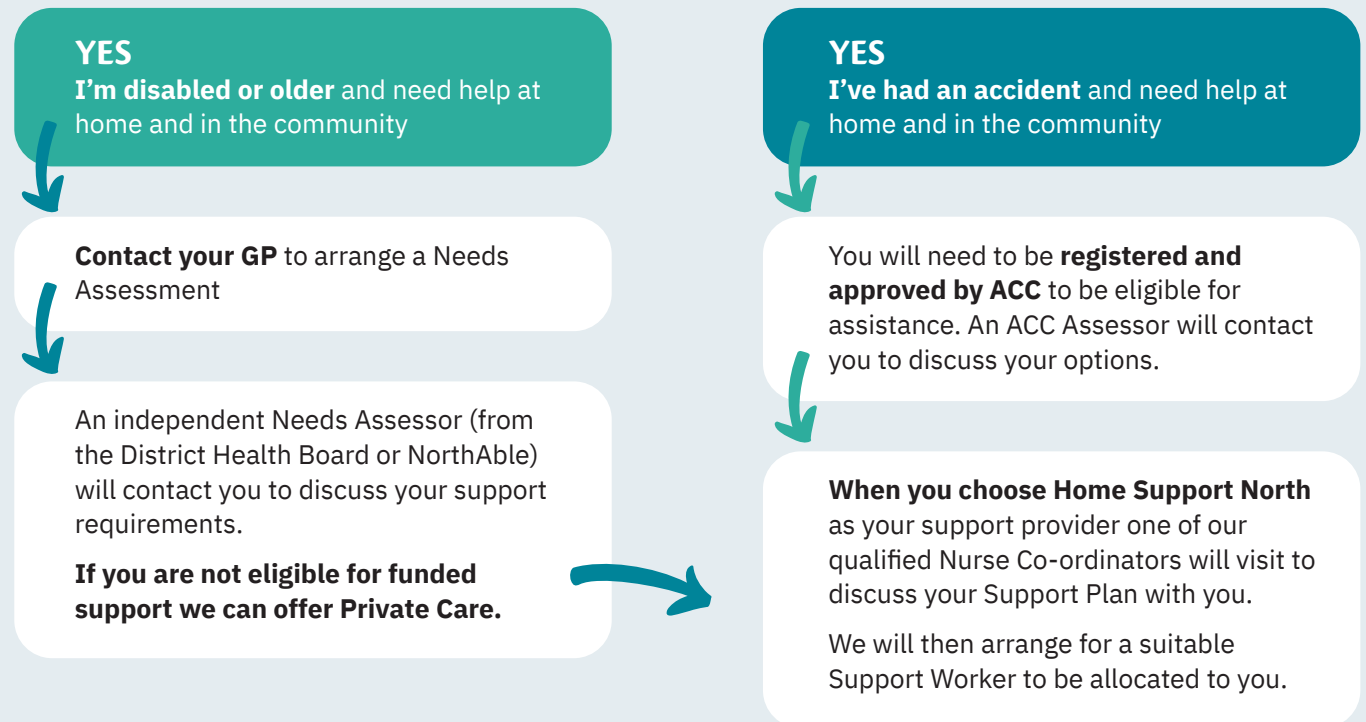 YES
I’m disabled or older and need help at
home and in the community
Contact your GP to arrange a Needs
Assessment
An independent Needs Assessor (from
the District Health Board or NorthAble)
will contact you to discuss your support
requirements.
If you are not eligible for funded
support we can offer Private Care.
YES
I’ve had an accident and need help at
home and in the community
You will need to be registered and
approved by ACC to be eligible for
assistance. An ACC Assessor will contact
you to discuss your options.
When you choose Home Support North
as your support provider one of our
qualified Nurse Co-ordinators will visit to
discuss your Support Plan with you.
We will then arrange for a suitable
Support Worker to be allocated to you.